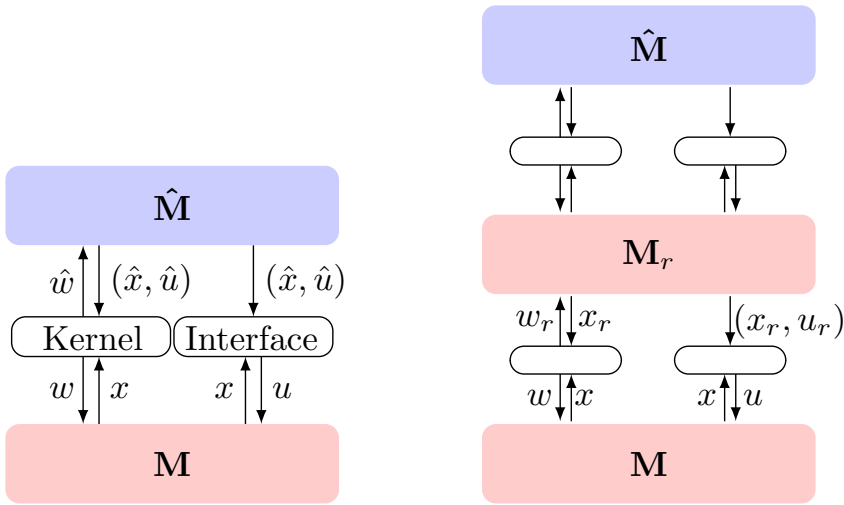 M̂
ŵ (x̂, û) (x̂, û)
Kernel Interface
w x x u
M
M̂
Mᵣ
wᵣ xᵣ (xᵣ, uᵣ)
w x x u
M